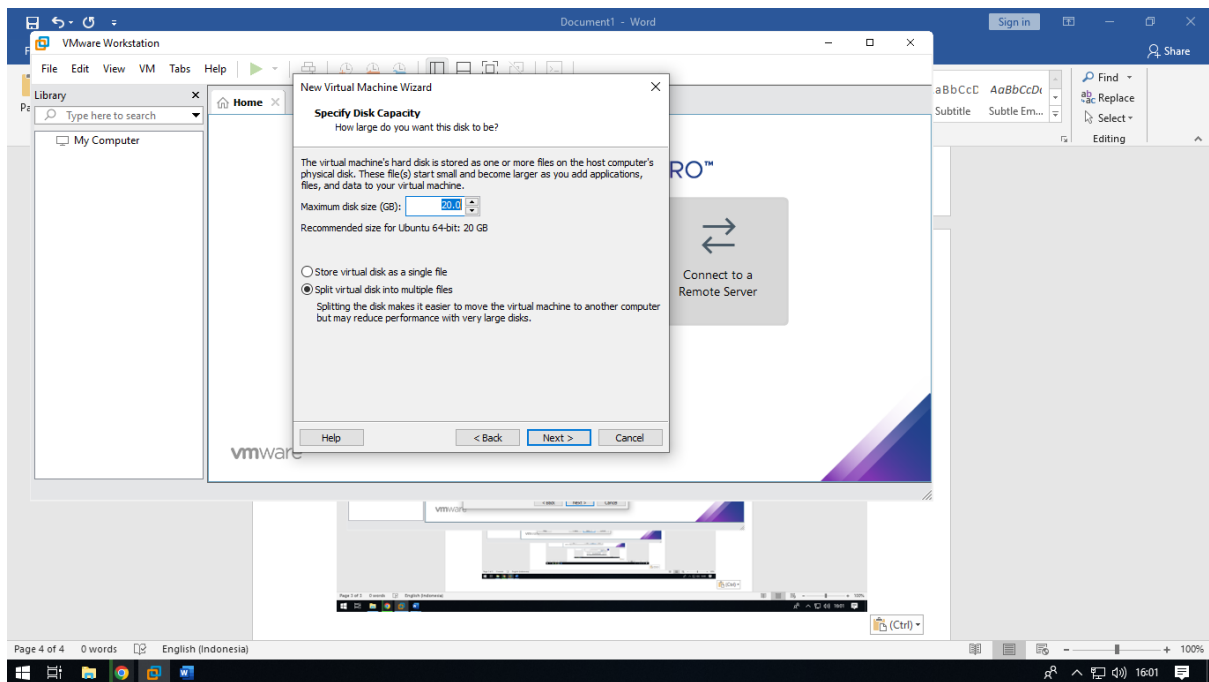 Document1 - Word
Sign in
VMware Workstation
Share
File Edit View VM Tabs Help
Find
New Virtual Machine Wizard
Library
aBbCcD AaBbCcDc
Replace
Home
Specify Disk Capacity
Subtitle Subtle Em...
Type here to search
How large do you want this disk to be?
Select
My Computer
Editing
The virtual machine's hard disk is stored as one or more files on the host computer's
physical disk. These file(s) start small and become larger as you add applications,
files, and data to your virtual machine.
RO™
Maximum disk size (GB): 20.0
Recommended size for Ubuntu 64-bit: 20 GB
Store virtual disk as a single file
Connect to a
Remote Server
Split virtual disk into multiple files
Splitting the disk makes it easier to move the virtual machine to another computer
but may reduce performance with very large disks.
Help < Back Next > Cancel
vmware
vmware
(Ctrl)
Page 4 of 4 0 words English (Indonesia) 100%
16:01